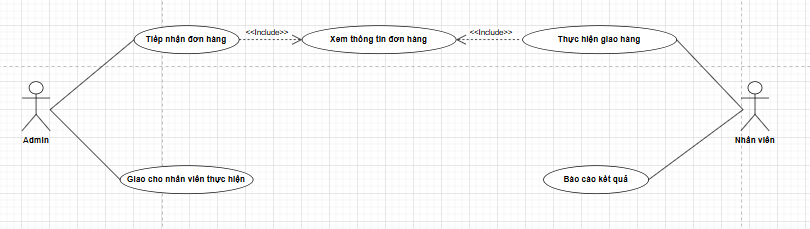 Tiếp nhận đơn hàng
<<Include>>
Xem thông tin đơn hàng
<<Include>>
Thực hiện giao hàng
Admin
Nhân viên
Giao cho nhân viên thực hiện
Báo cáo kết quả